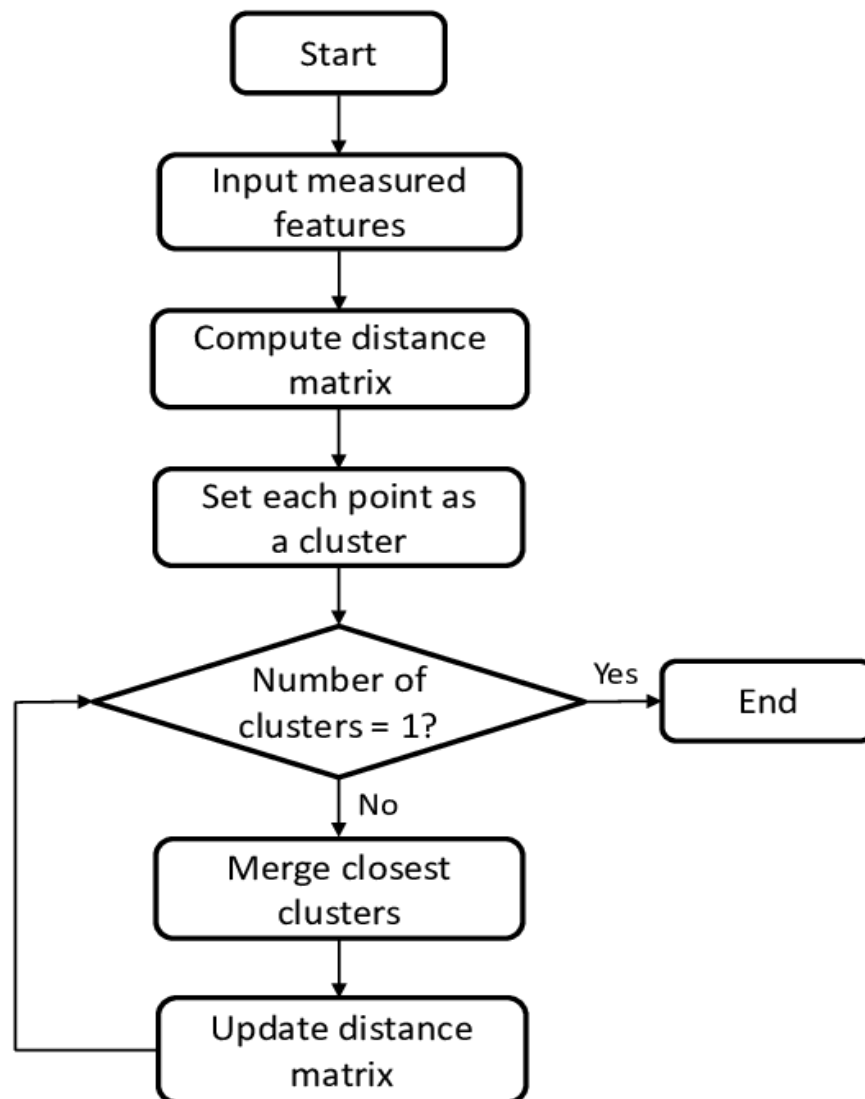 Start
Input measured
features
Compute distance
matrix
Set each point as
a cluster
Number of
clusters = 1?
Yes
End
No
Merge closest
clusters
Update distance
matrix